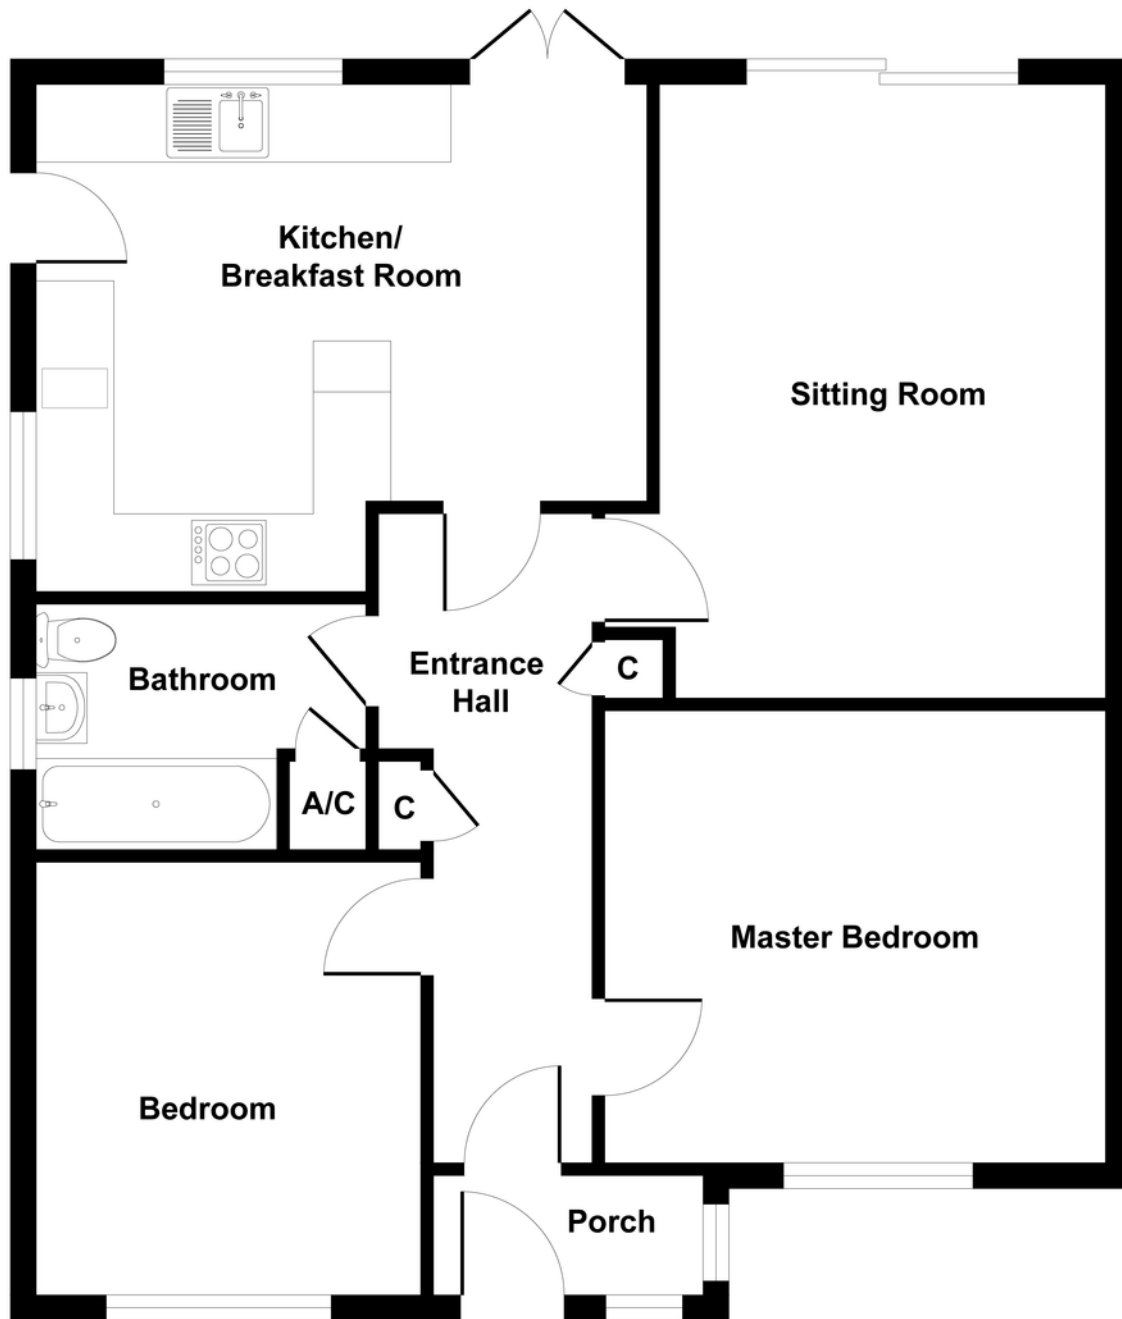 Kitchen/
Breakfast Room
Sitting Room
Bathroom
Entrance
Hall
C
A/C
C
Master Bedroom
Bedroom
Porch